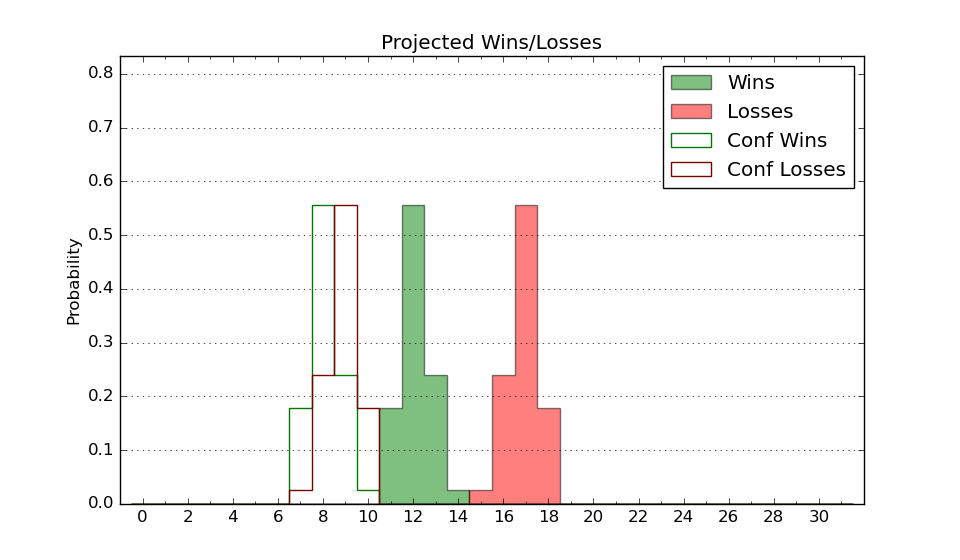 Projected Wins/Losses
0.8
0.7
0.6
0.5
0.4
0.3
0.2
0.1
0.0
Probability
Wins
Losses
Conf Wins
Conf Losses
0 2 4 6 8 10 12 14 16 18 20 22 24 26 28 30